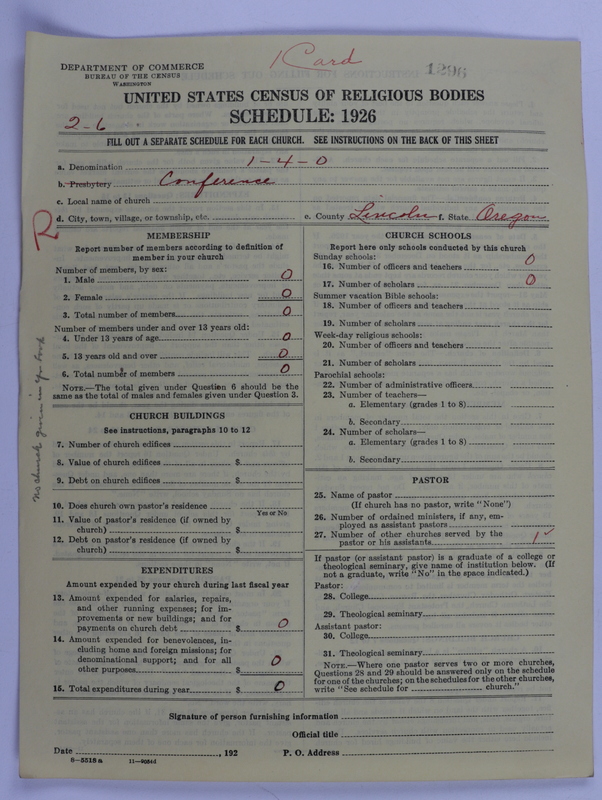 1 Card
1296
DEPARTMENT OF COMMERCE
BUREAU OF THE CENSUS
WASHINGTON
UNITED STATES CENSUS OF RELIGIOUS BODIES
SCHEDULE: 1926
2-6
FILL OUT A SEPARATE SCHEDULE FOR EACH CHURCH. SEE INSTRUCTIONS ON THE BACK OF THIS SHEET
a. Denomination 1-4-0
b. Presbytery Conference
c. Local name of church
d. City, town, village, or township, etc. e. County Lincoln f. State Oregon
R
MEMBERSHIP
Report number of members according to definition of
member in your church
Number of members, by sex:
1. Male 0
2. Female 0
3. Total number of members 0
Number of members under and over 13 years old:
4. Under 13 years of age 0
5. 13 years old and over 0
6. Total number of members 0
NOTE.—The total given under Question 6 should be the
same as the total of males and females given under Question 3.
No church given in
CHURCH BUILDINGS
See instructions, paragraphs 10 to 12
7. Number of church edifices
8. Value of church edifices $
9. Debt on church edifices $
10. Does church own pastor's residence
Yes or No
11. Value of pastor's residence (if owned by
church) $
12. Debt on pastor's residence (if owned by
church) $
EXPENDITURES
Amount expended by your church during last fiscal year
13. Amount expended for salaries, repairs,
and other running expenses; for im-
provements or new buildings; and for
payments on church debt $ 0
14. Amount expended for benevolences, in-
cluding home and foreign missions; for
denominational support; and for all
other purposes $ 0
15. Total expenditures during year $ 0
CHURCH SCHOOLS
Report here only schools conducted by this church
Sunday schools:
16. Number of officers and teachers 0
17. Number of scholars 0
Summer vacation Bible schools:
18. Number of officers and teachers
19. Number of scholars
Week-day religious schools:
20. Number of officers and teachers
21. Number of scholars
Parochial schools:
22. Number of administrative officers
23. Number of teachers—
a. Elementary (grades 1 to 8)
b. Secondary
24. Number of scholars—
a. Elementary (grades 1 to 8)
b. Secondary
PASTOR
25. Name of pastor
(If church has no pastor, write "None")
26. Number of ordained ministers, if any, em-
ployed as assistant pastors
27. Number of other churches served by the
pastor or his assistants 1 ✓
If pastor (or assistant pastor) is a graduate of a college or
theological seminary, give name of institution below. (If
not a graduate, write "No" in the space indicated.)
Pastor:
28. College
29. Theological seminary
Assistant pastor:
30. College
31. Theological seminary
NOTE.—Where one pastor serves two or more churches,
Questions 28 and 29 should be answered only on the schedule
for one of the churches; on the schedules for the other churches,
write "See schedule for church."
Signature of person furnishing information
Official title
Date , 192 P. O. Address
8-5518a 11-9054d